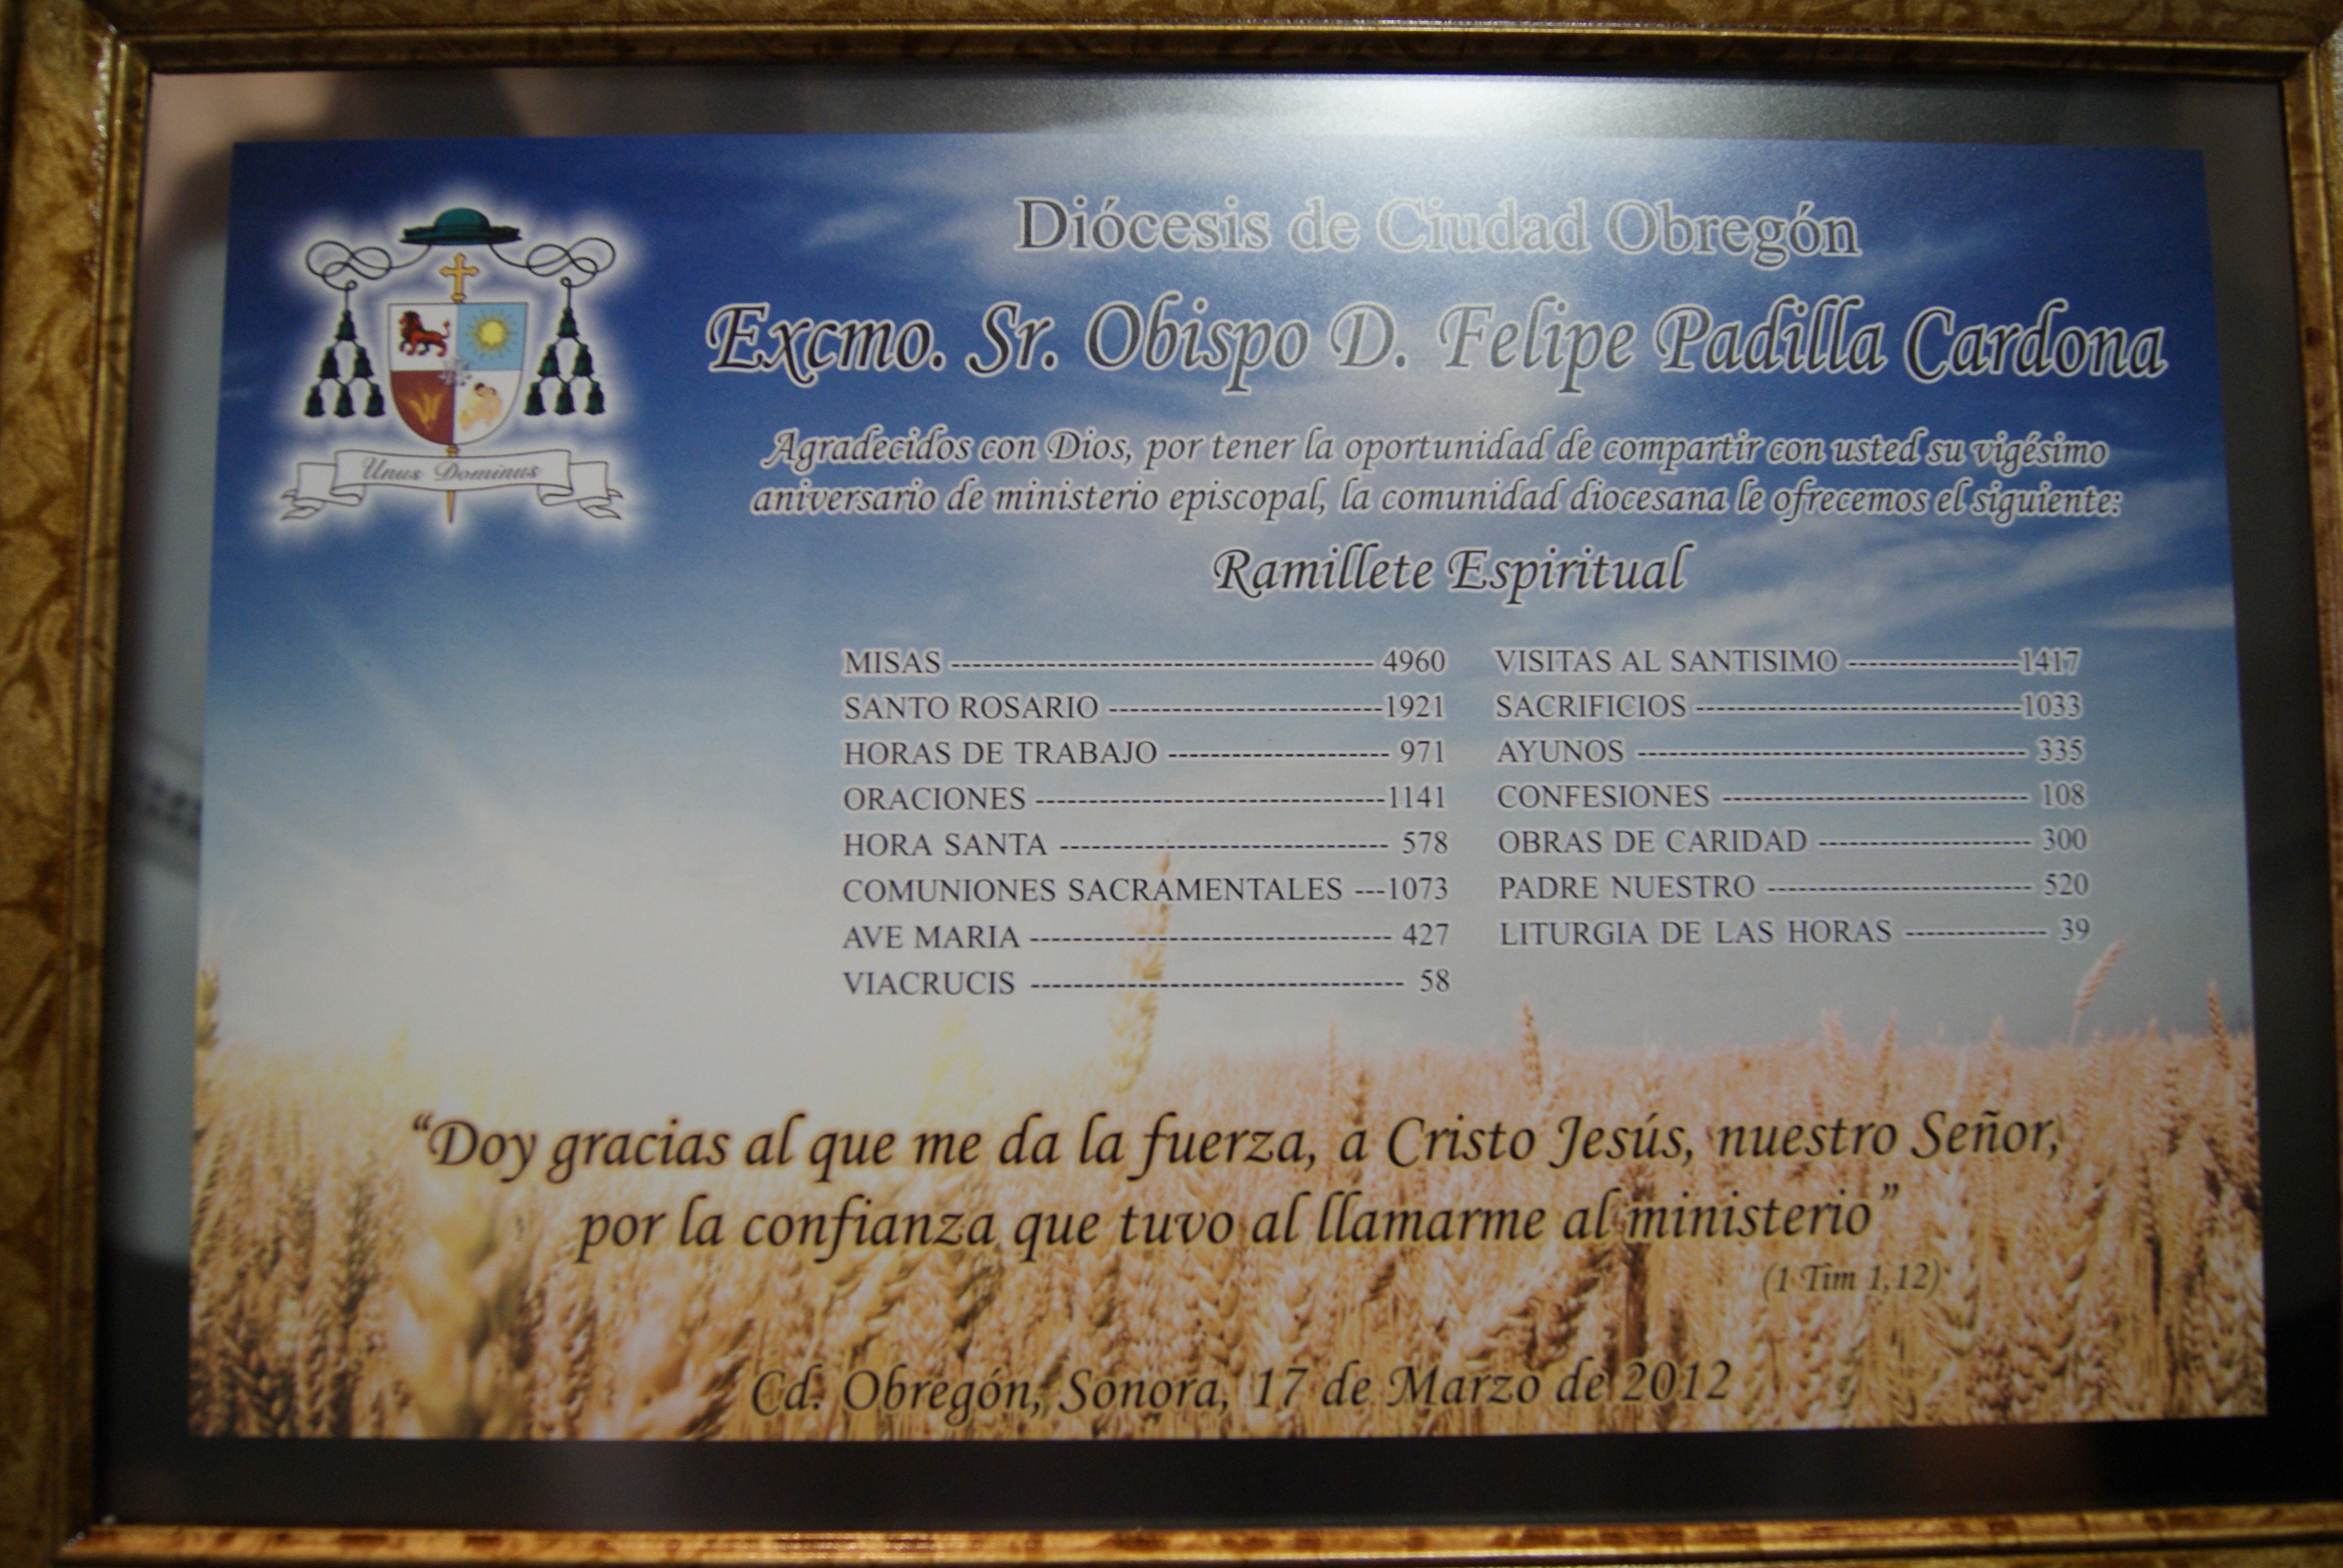 Diócesis de Ciudad Obregón
Excmo. Sr. Obispo D. Felipe Padilla Cardona
Unus Dominus
Agradecidos con Dios, por tener la oportunidad de compartir con usted su vigésimo
aniversario de ministerio episcopal, la comunidad diocesana le ofrecemos el siguiente:
Ramillete Espiritual
MISAS --------------------------------------- 4960
SANTO ROSARIO -------------------------1921
HORAS DE TRABAJO -------------------- 971
ORACIONES --------------------------------1141
HORA SANTA ------------------------------ 578
COMUNIONES SACRAMENTALES ---1073
AVE MARIA --------------------------------- 427
VIACRUCIS ---------------------------------- 58
VISITAS AL SANTISIMO ----------------1417
SACRIFICIOS ------------------------------1033
AYUNOS ------------------------------------ 335
CONFESIONES ---------------------------- 108
OBRAS DE CARIDAD -------------------- 300
PADRE NUESTRO ------------------------- 520
LITURGIA DE LAS HORAS ------------- 39
“Doy gracias al que me da la fuerza, a Cristo Jesús, nuestro Señor,
por la confianza que tuvo al llamarme al ministerio”
(1 Tim 1,12)
Cd. Obregón, Sonora, 17 de Marzo de 2012